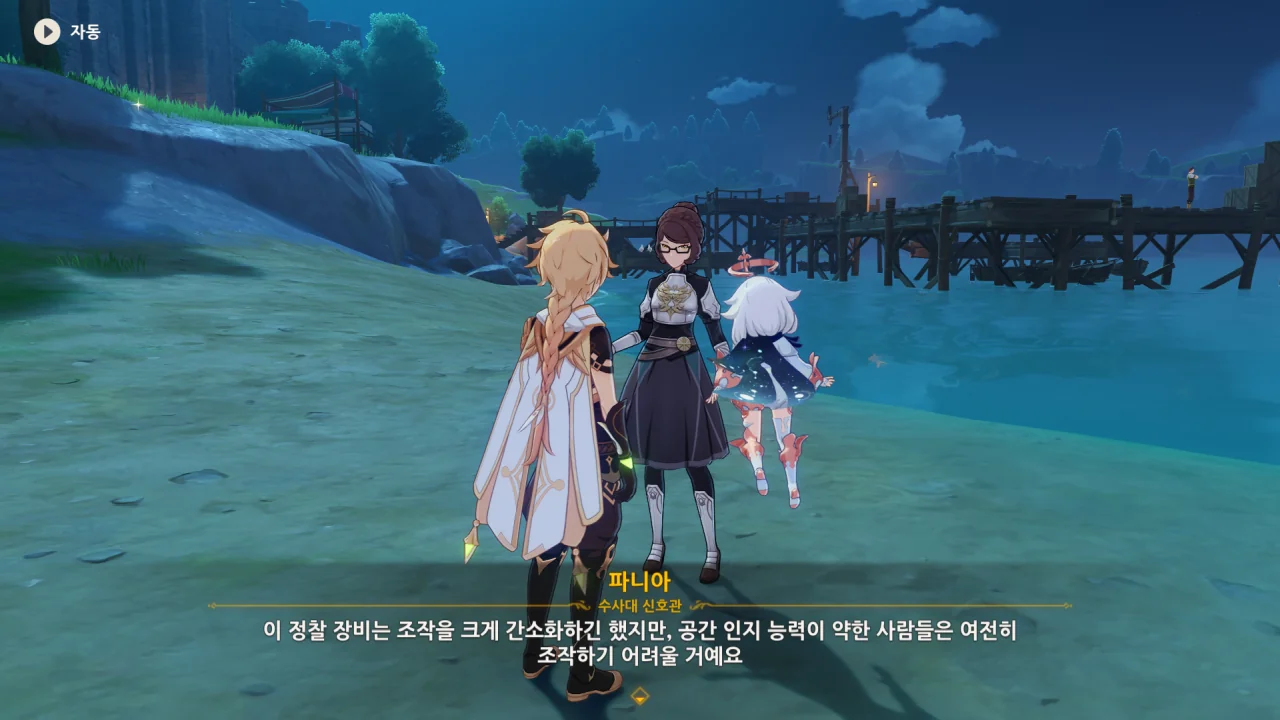 자동
파니아
수사대 신호관
이 정찰 장비는 조작을 크게 간소화하긴 했지만, 공간 인지 능력이 약한 사람들은 여전히
조작하기 어려울 거예요